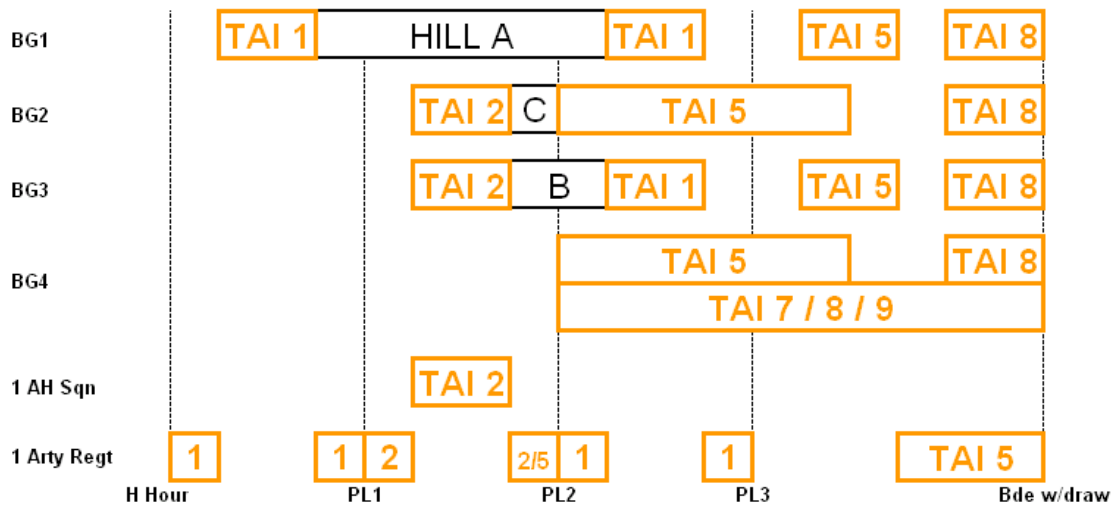 BG1 TAI 1 HILL A TAI 1 TAI 5 TAI 8
BG2 TAI 2 C TAI 5 TAI 8
BG3 TAI 2 B TAI 1 TAI 5 TAI 8
BG4 TAI 5 TAI 8
TAI 7 / 8 / 9
1 AH Sqn TAI 2
1 Arty Regt 1 1 2 2/5 1 1 TAI 5
H Hour PL1 PL2 PL3 Bde w/draw